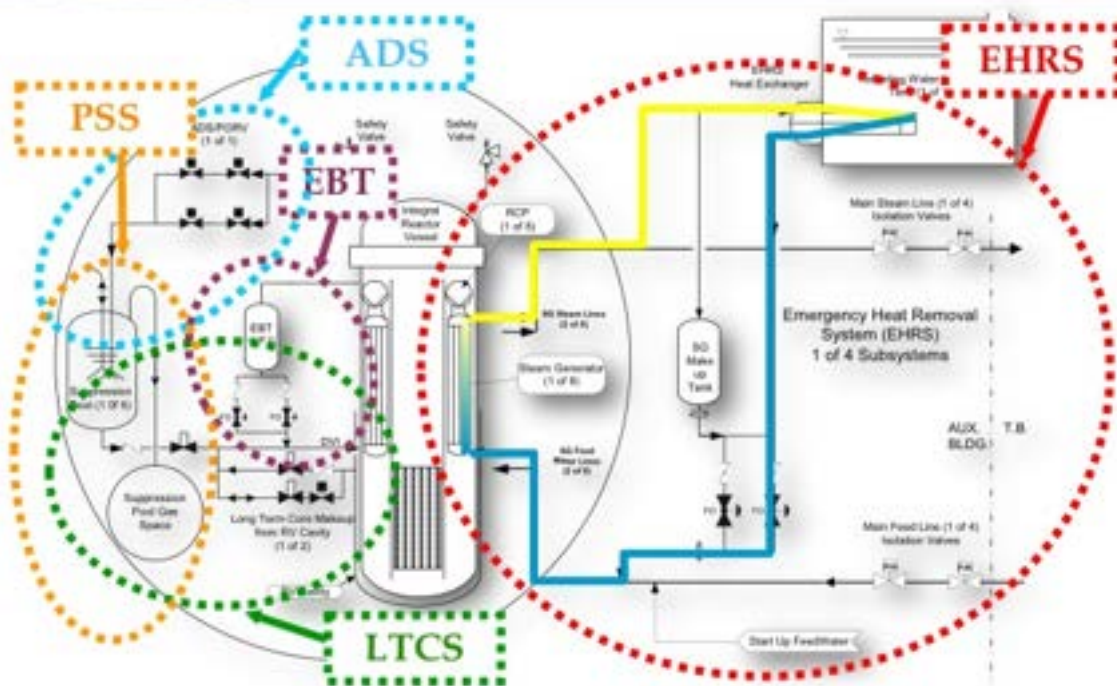 ADS
EHRS
PSS
EBT
LTCS
Heat Exchanger
(1 of 1)
Safety
Valve
Safety
Valve
Integral
Reactor
Vessel
RCP
(1 of 8)
Main Steam Line (1 of 4)
Isolation Valves
EBT
SG Steam Lines
Steam Generator
(1 of 8)
SG
Make
up
Tank
Emergency Heat Removal
System (EHRS)
1 of 4 Subsystems
AUX.
BLDG.
T.B.
DVI
SG Feed
Water Lines
Suppression
Pool Gas
Space
Long Term Core Makeup
from RV Cavity
(1 of 2)
Main Feed Line (1 of 4)
Isolation Valves
Start Up FeedWater